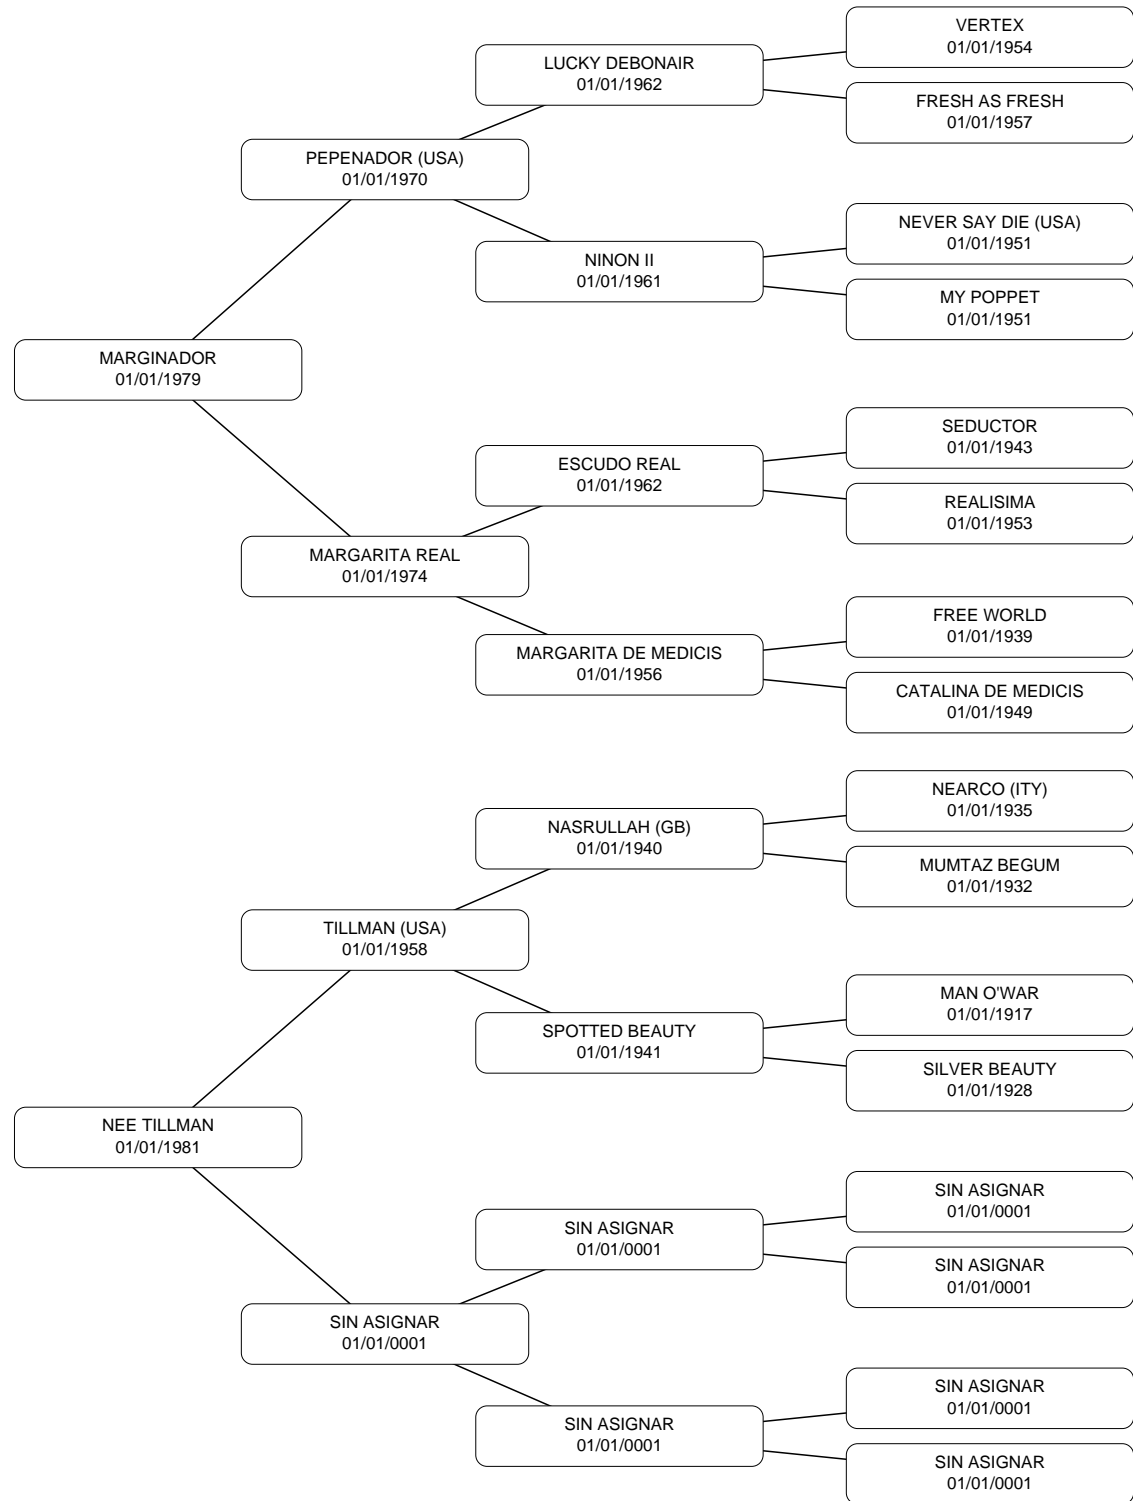 VERTEX
01/01/1954
LUCKY DEBONAIR
01/01/1962
FRESH AS FRESH
01/01/1957
PEPENADOR (USA)
01/01/1970
NEVER SAY DIE (USA)
01/01/1951
NINON II
01/01/1961
MY POPPET
01/01/1951
MARGINADOR
01/01/1979
SEDUCTOR
01/01/1943
ESCUDO REAL
01/01/1962
REALISIMA
01/01/1953
MARGARITA REAL
01/01/1974
FREE WORLD
01/01/1939
MARGARITA DE MEDICIS
01/01/1956
CATALINA DE MEDICIS
01/01/1949
NEARCO (ITY)
01/01/1935
NASRULLAH (GB)
01/01/1940
MUMTAZ BEGUM
01/01/1932
TILLMAN (USA)
01/01/1958
MAN O'WAR
01/01/1917
SPOTTED BEAUTY
01/01/1941
SILVER BEAUTY
01/01/1928
NEE TILLMAN
01/01/1981
SIN ASIGNAR
01/01/0001
SIN ASIGNAR
01/01/0001
SIN ASIGNAR
01/01/0001
SIN ASIGNAR
01/01/0001
SIN ASIGNAR
01/01/0001
SIN ASIGNAR
01/01/0001
SIN ASIGNAR
01/01/0001